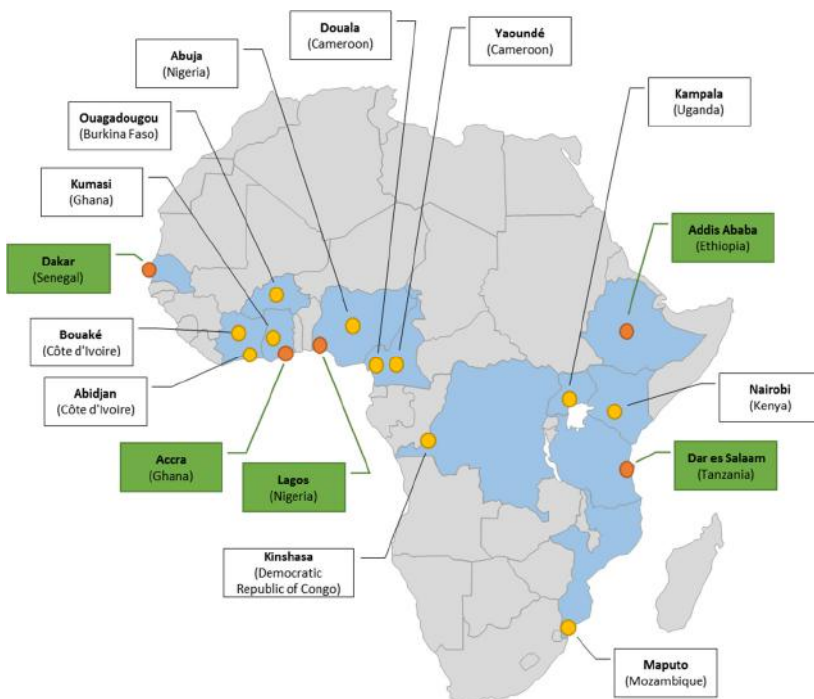 Douala
(Cameroon)
Yaoundé
(Cameroon)
Abuja
(Nigeria)
Kampala
(Uganda)
Ouagadougou
(Burkina Faso)
Kumasi
(Ghana)
Addis Ababa
(Ethiopia)
Dakar
(Senegal)
Bouaké
(Côte d'Ivoire)
Abidjan
(Côte d'Ivoire)
Nairobi
(Kenya)
Accra
(Ghana)
Lagos
(Nigeria)
Dar es Salaam
(Tanzania)
Kinshasa
(Democratic
Republic of Congo)
Maputo
(Mozambique)